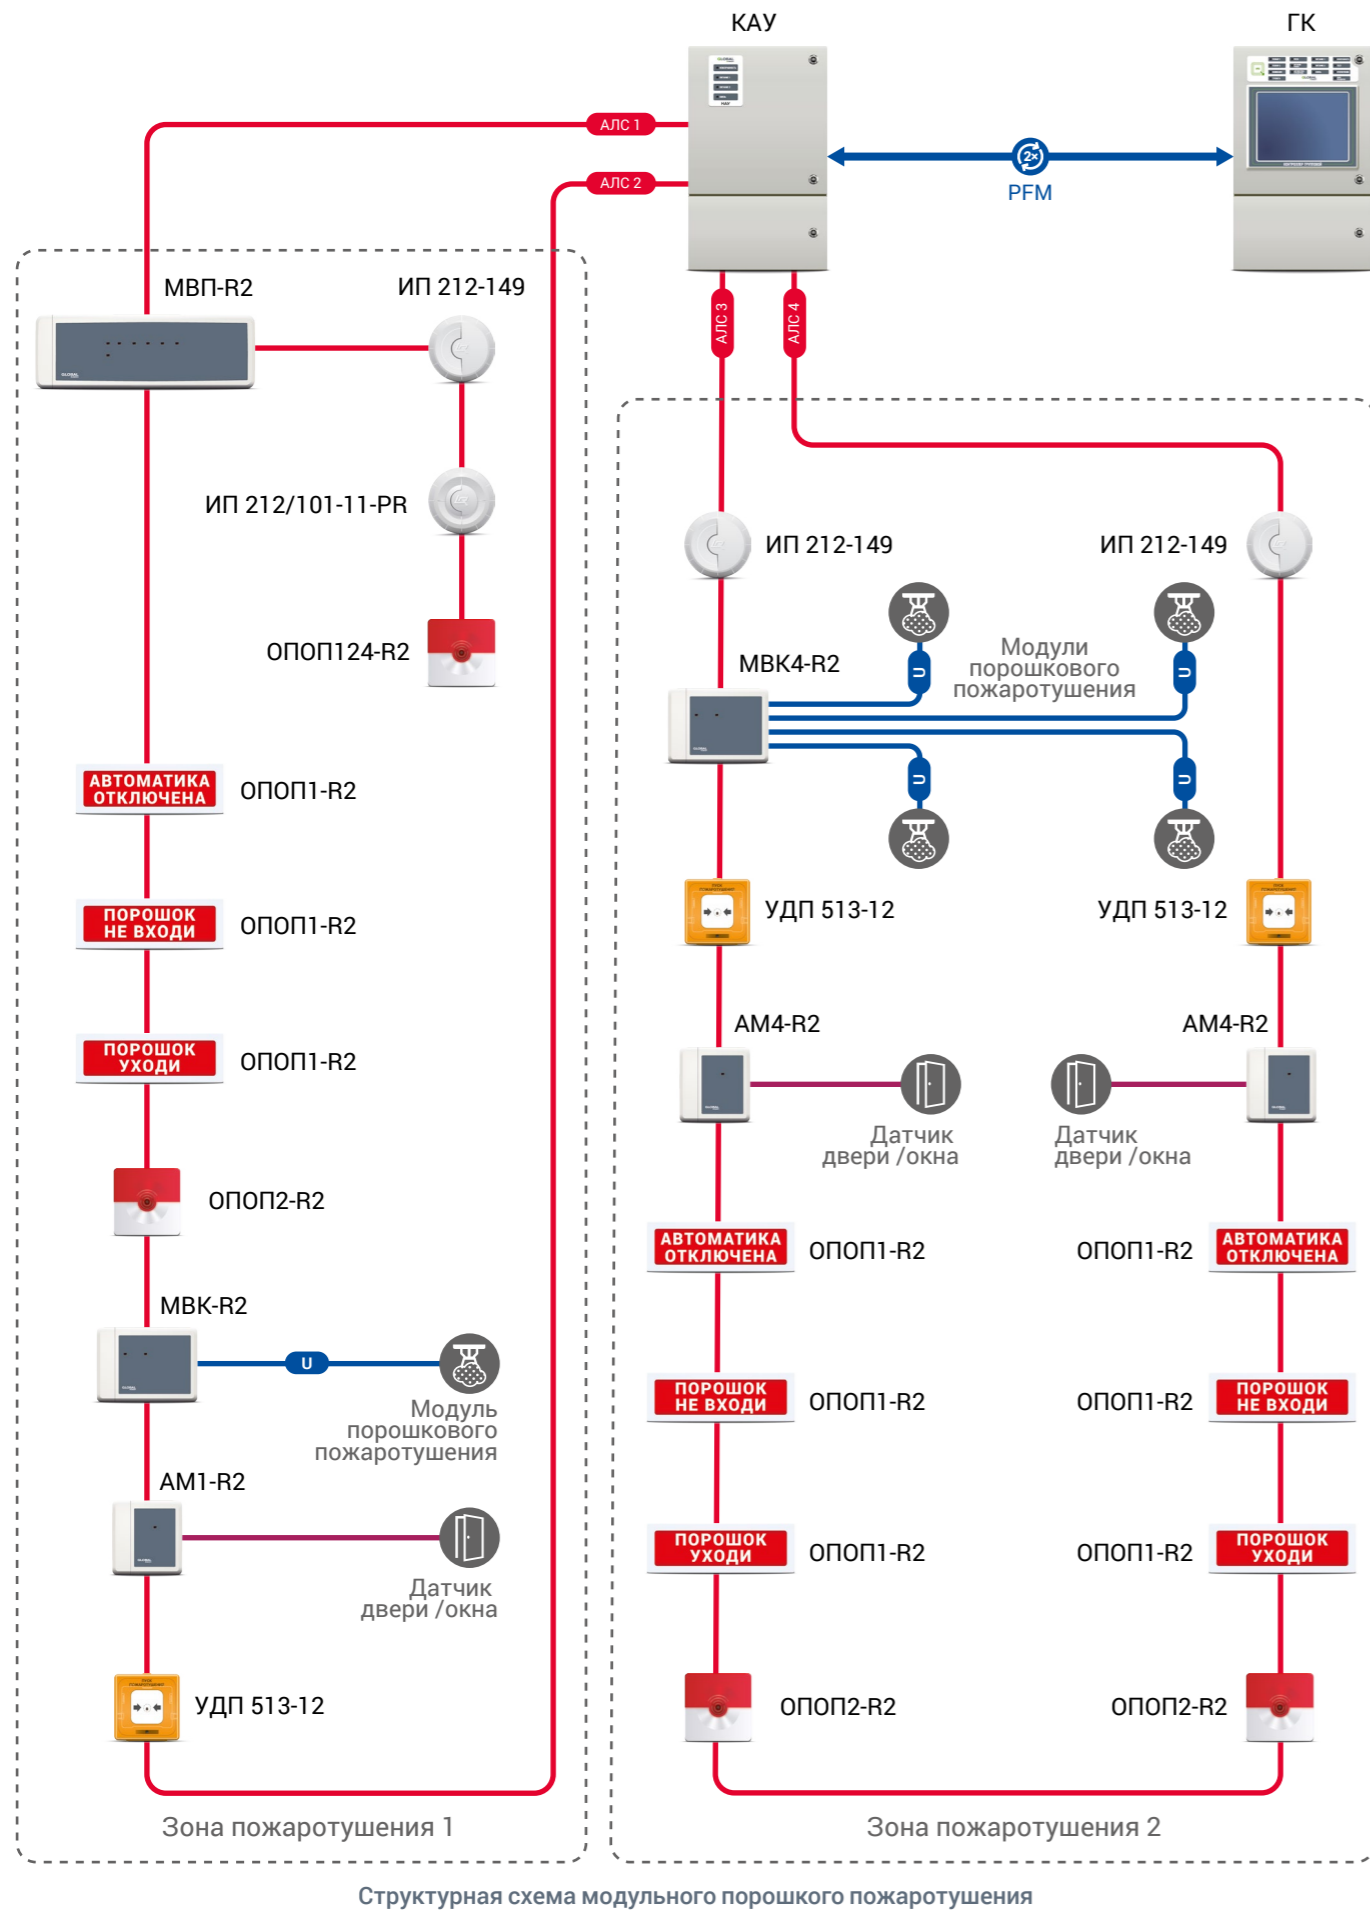 КАУ
ГК
АЛС 1
АЛС 2
2×
PFM
АЛС 3
АЛС 4
МВП-R2
ИП 212-149
GLOBAL
ИП 212/101-11-PR
ОПОП124-R2
АВТОМАТИКА
ОТКЛЮЧЕНА
ОПОП1-R2
ПОРОШОК
НЕ ВХОДИ
ОПОП1-R2
ПОРОШОК
УХОДИ
ОПОП1-R2
ОПОП2-R2
МВК-R2
U
Модуль
порошкового
пожаротушения
АМ1-R2
Датчик
двери /окна
УДП 513-12
Зона пожаротушения 1
ИП 212-149
ИП 212-149
МВК4-R2
Модули
порошкового
пожаротушения
U
U
U
U
УДП 513-12
УДП 513-12
АМ4-R2
АМ4-R2
Датчик
двери /окна
Датчик
двери /окна
АВТОМАТИКА
ОТКЛЮЧЕНА
ОПОП1-R2
ОПОП1-R2
АВТОМАТИКА
ОТКЛЮЧЕНА
ПОРОШОК
НЕ ВХОДИ
ОПОП1-R2
ОПОП1-R2
ПОРОШОК
НЕ ВХОДИ
ПОРОШОК
УХОДИ
ОПОП1-R2
ОПОП1-R2
ПОРОШОК
УХОДИ
ОПОП2-R2
ОПОП2-R2
Зона пожаротушения 2
Структурная схема модульного порошкого пожаротушения